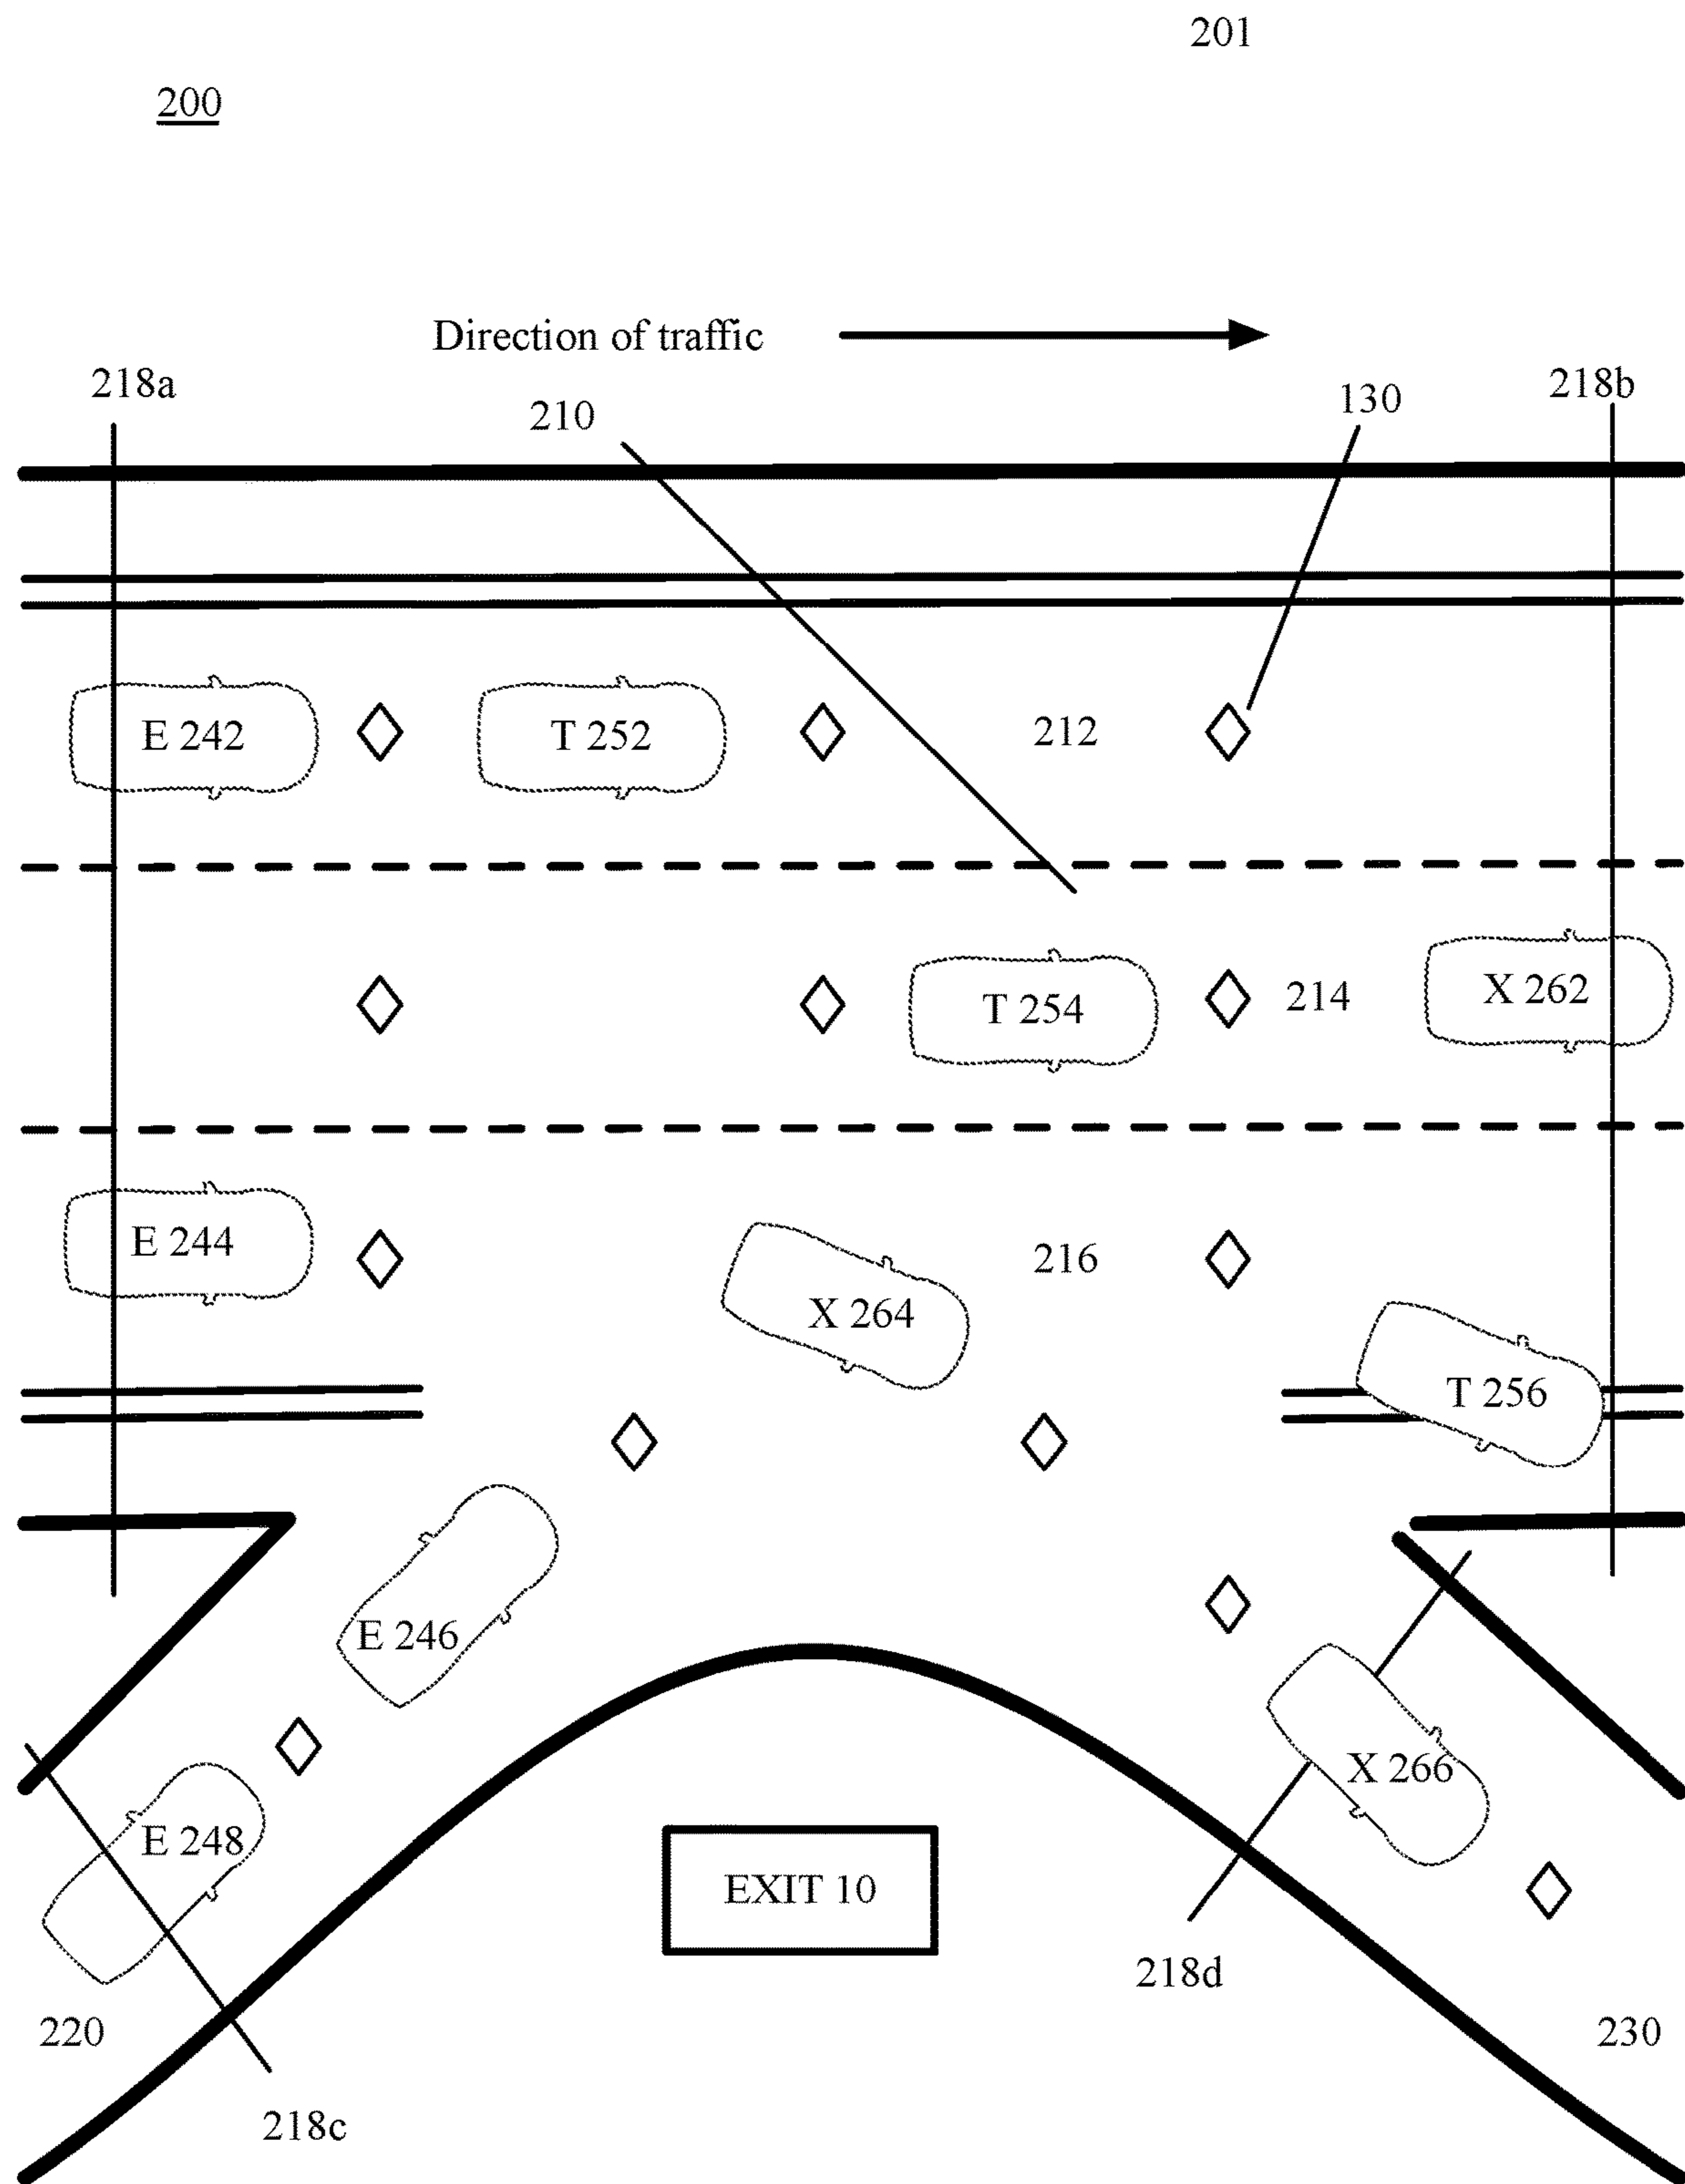 201
200
Direction of traffic
218a
210
130
218b
E 242
T 252
212
T 254
214
X 262
E 244
X 264
216
T 256
E 246
E 248
X 266
EXIT 10
218d
220
230
218c